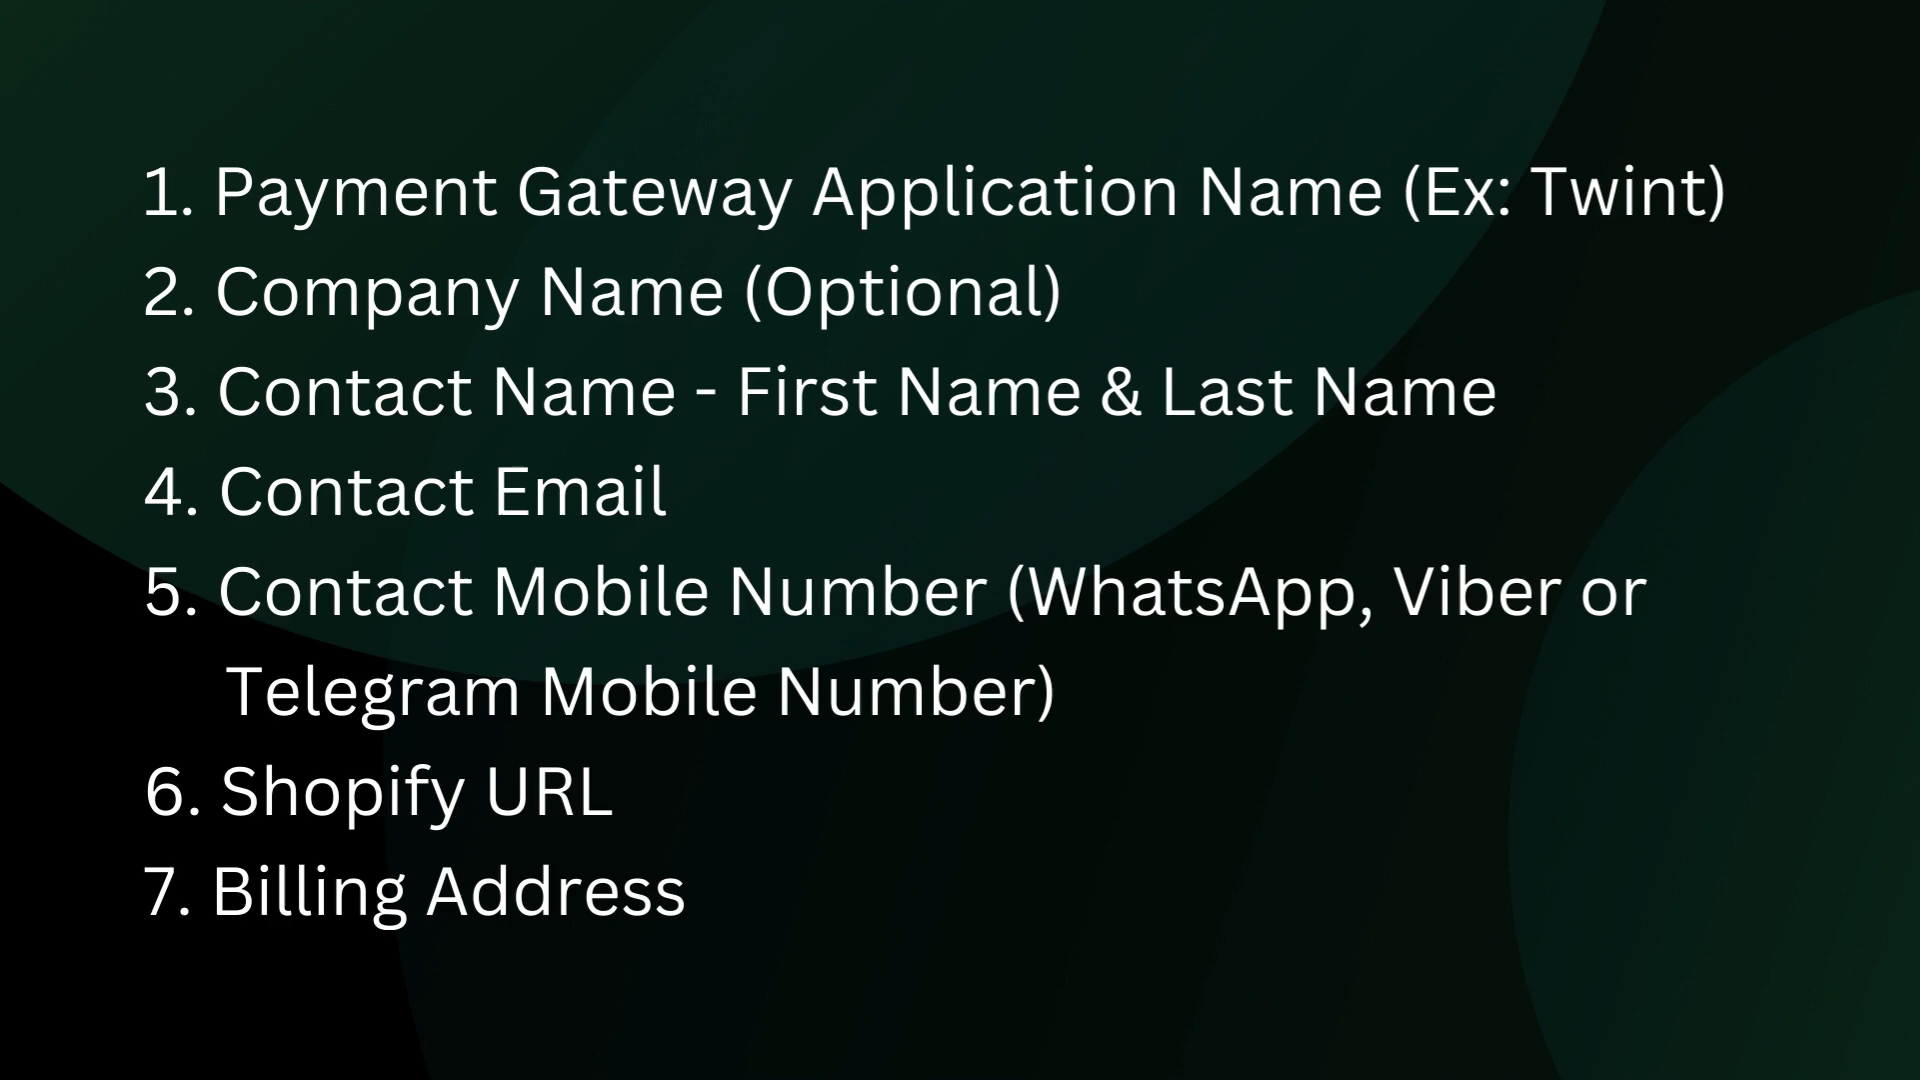 1. Payment Gateway Application Name (Ex: Twint)
2. Company Name (Optional)
3. Contact Name - First Name & Last Name
4. Contact Email
5. Contact Mobile Number (WhatsApp, Viber or
Telegram Mobile Number)
6. Shopify URL
7. Billing Address